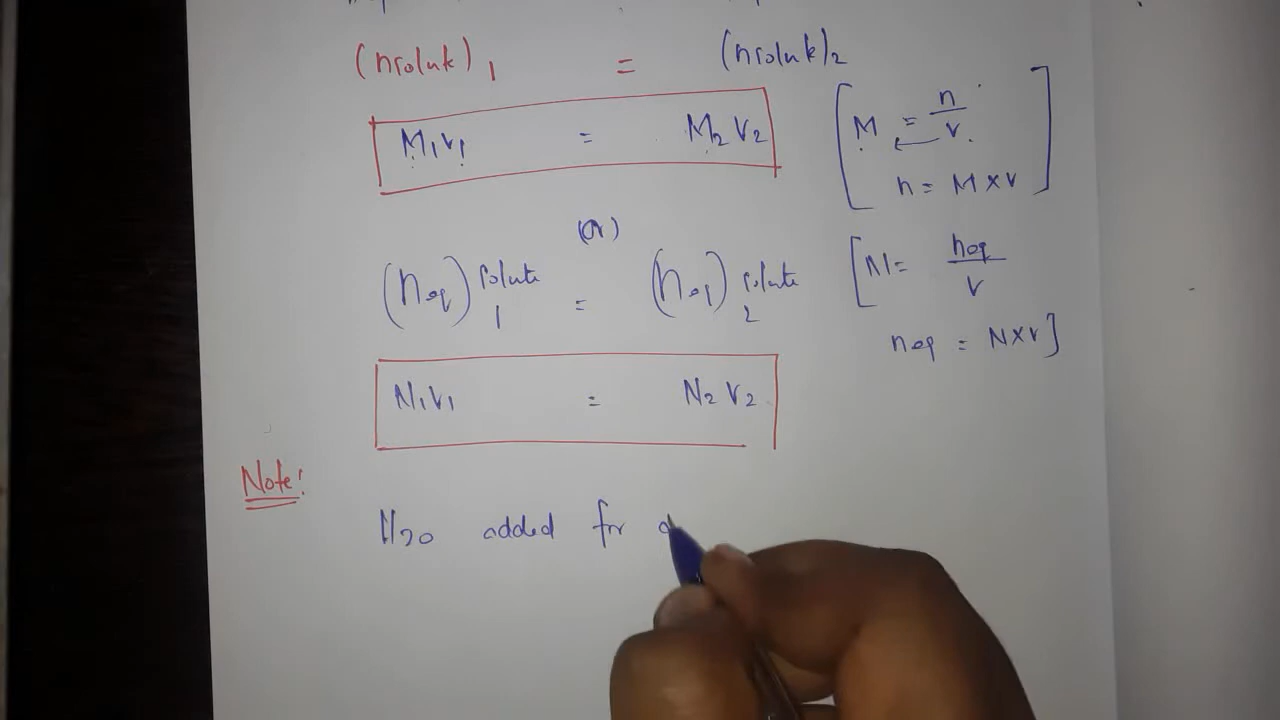 (nsolute)1 = (nsolute)2
M1V1 = M2V2
[M = n/V
n = M×V]
(or)
(neq)solute 1 = (neq)solute 2
[N = neq/V
neq = N×V]
N1V1 = N2V2
Note!
H2O added for